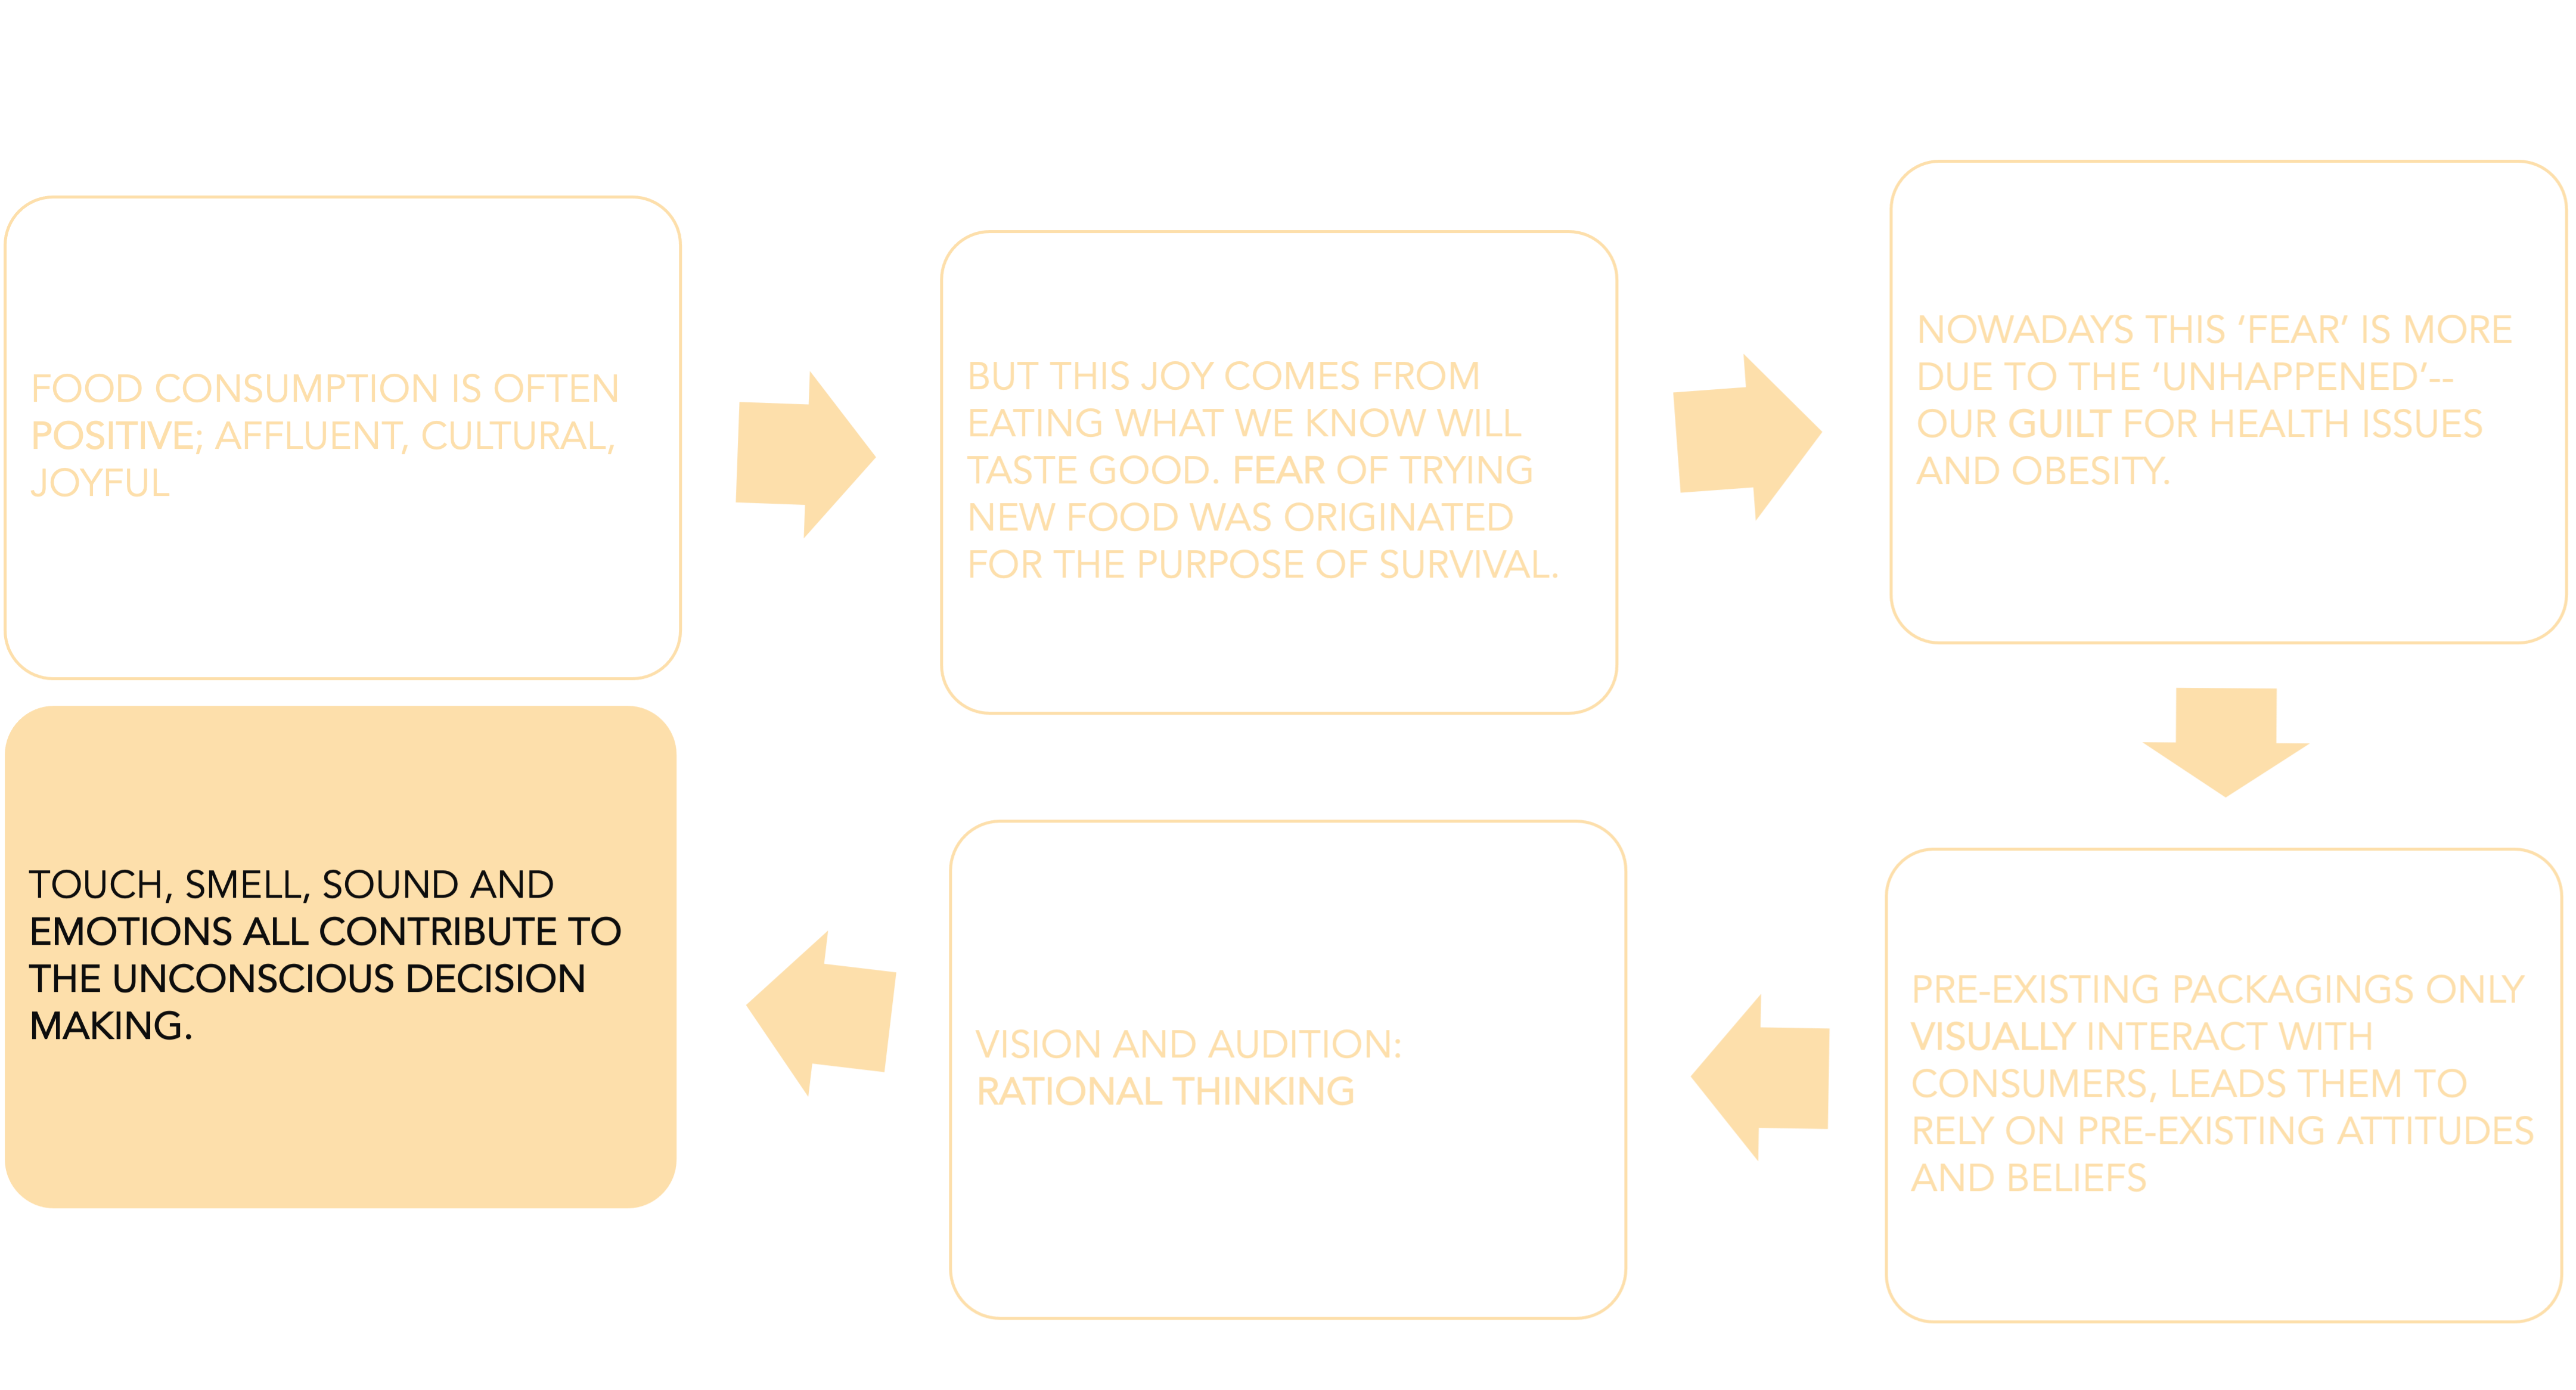 FOOD CONSUMPTION IS OFTEN
POSITIVE; AFFLUENT, CULTURAL,
JOYFUL
BUT THIS JOY COMES FROM
EATING WHAT WE KNOW WILL
TASTE GOOD. FEAR OF TRYING
NEW FOOD WAS ORIGINATED
FOR THE PURPOSE OF SURVIVAL.
NOWADAYS THIS ‘FEAR’ IS MORE
DUE TO THE ‘UNHAPPENED’--
OUR GUILT FOR HEALTH ISSUES
AND OBESITY.
PRE-EXISTING PACKAGINGS ONLY
VISUALLY INTERACT WITH
CONSUMERS, LEADS THEM TO
RELY ON PRE-EXISTING ATTITUDES
AND BELIEFS
VISION AND AUDITION:
RATIONAL THINKING
TOUCH, SMELL, SOUND AND
EMOTIONS ALL CONTRIBUTE TO
THE UNCONSCIOUS DECISION
MAKING.